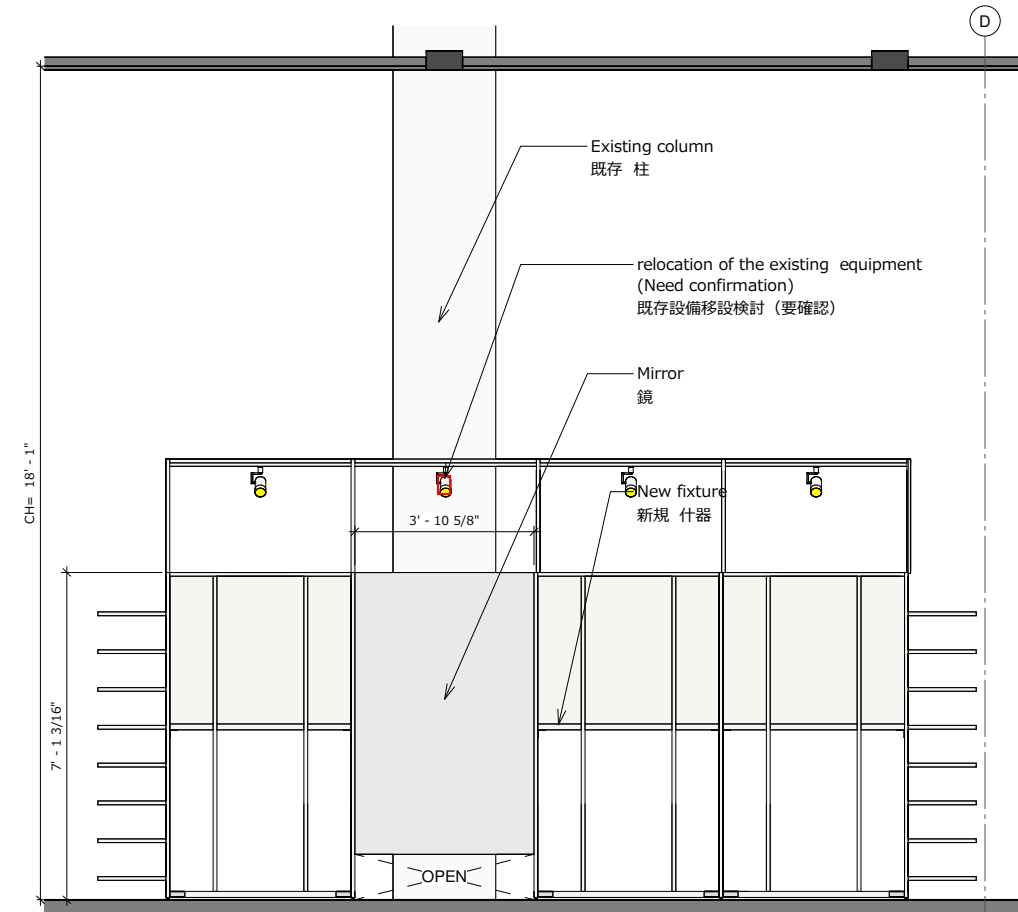 D
Existing column
既存 柱
relocation of the existing equipment
(Need confirmation)
既存設備移設検討（要確認）
Mirror
鏡
CH= 18' - 1"
New fixture
新規 什器
3' - 10 5/8"
7' - 1 3/16"
OPEN